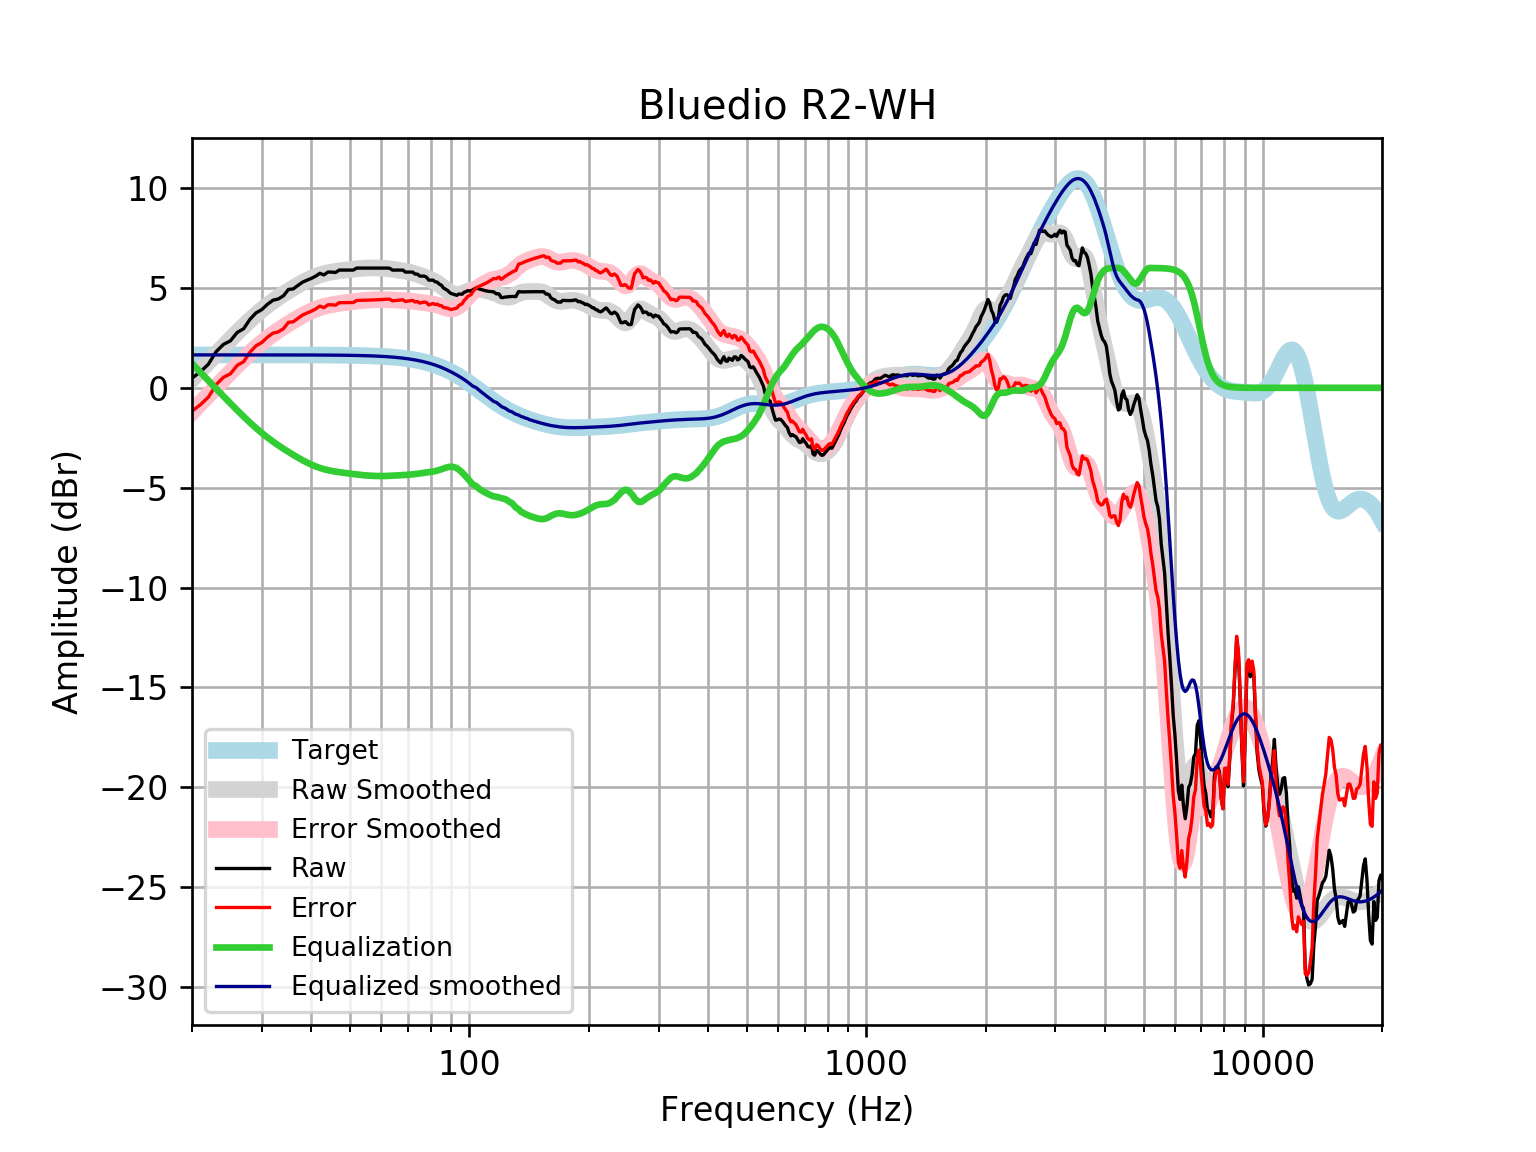 Bluedio R2-WH
Amplitude (dBr)
10
5
0
−5
−10
−15
−20
−25
−30
Target
Raw Smoothed
Error Smoothed
Raw
Error
Equalization
Equalized smoothed
100
1000
10000
Frequency (Hz)